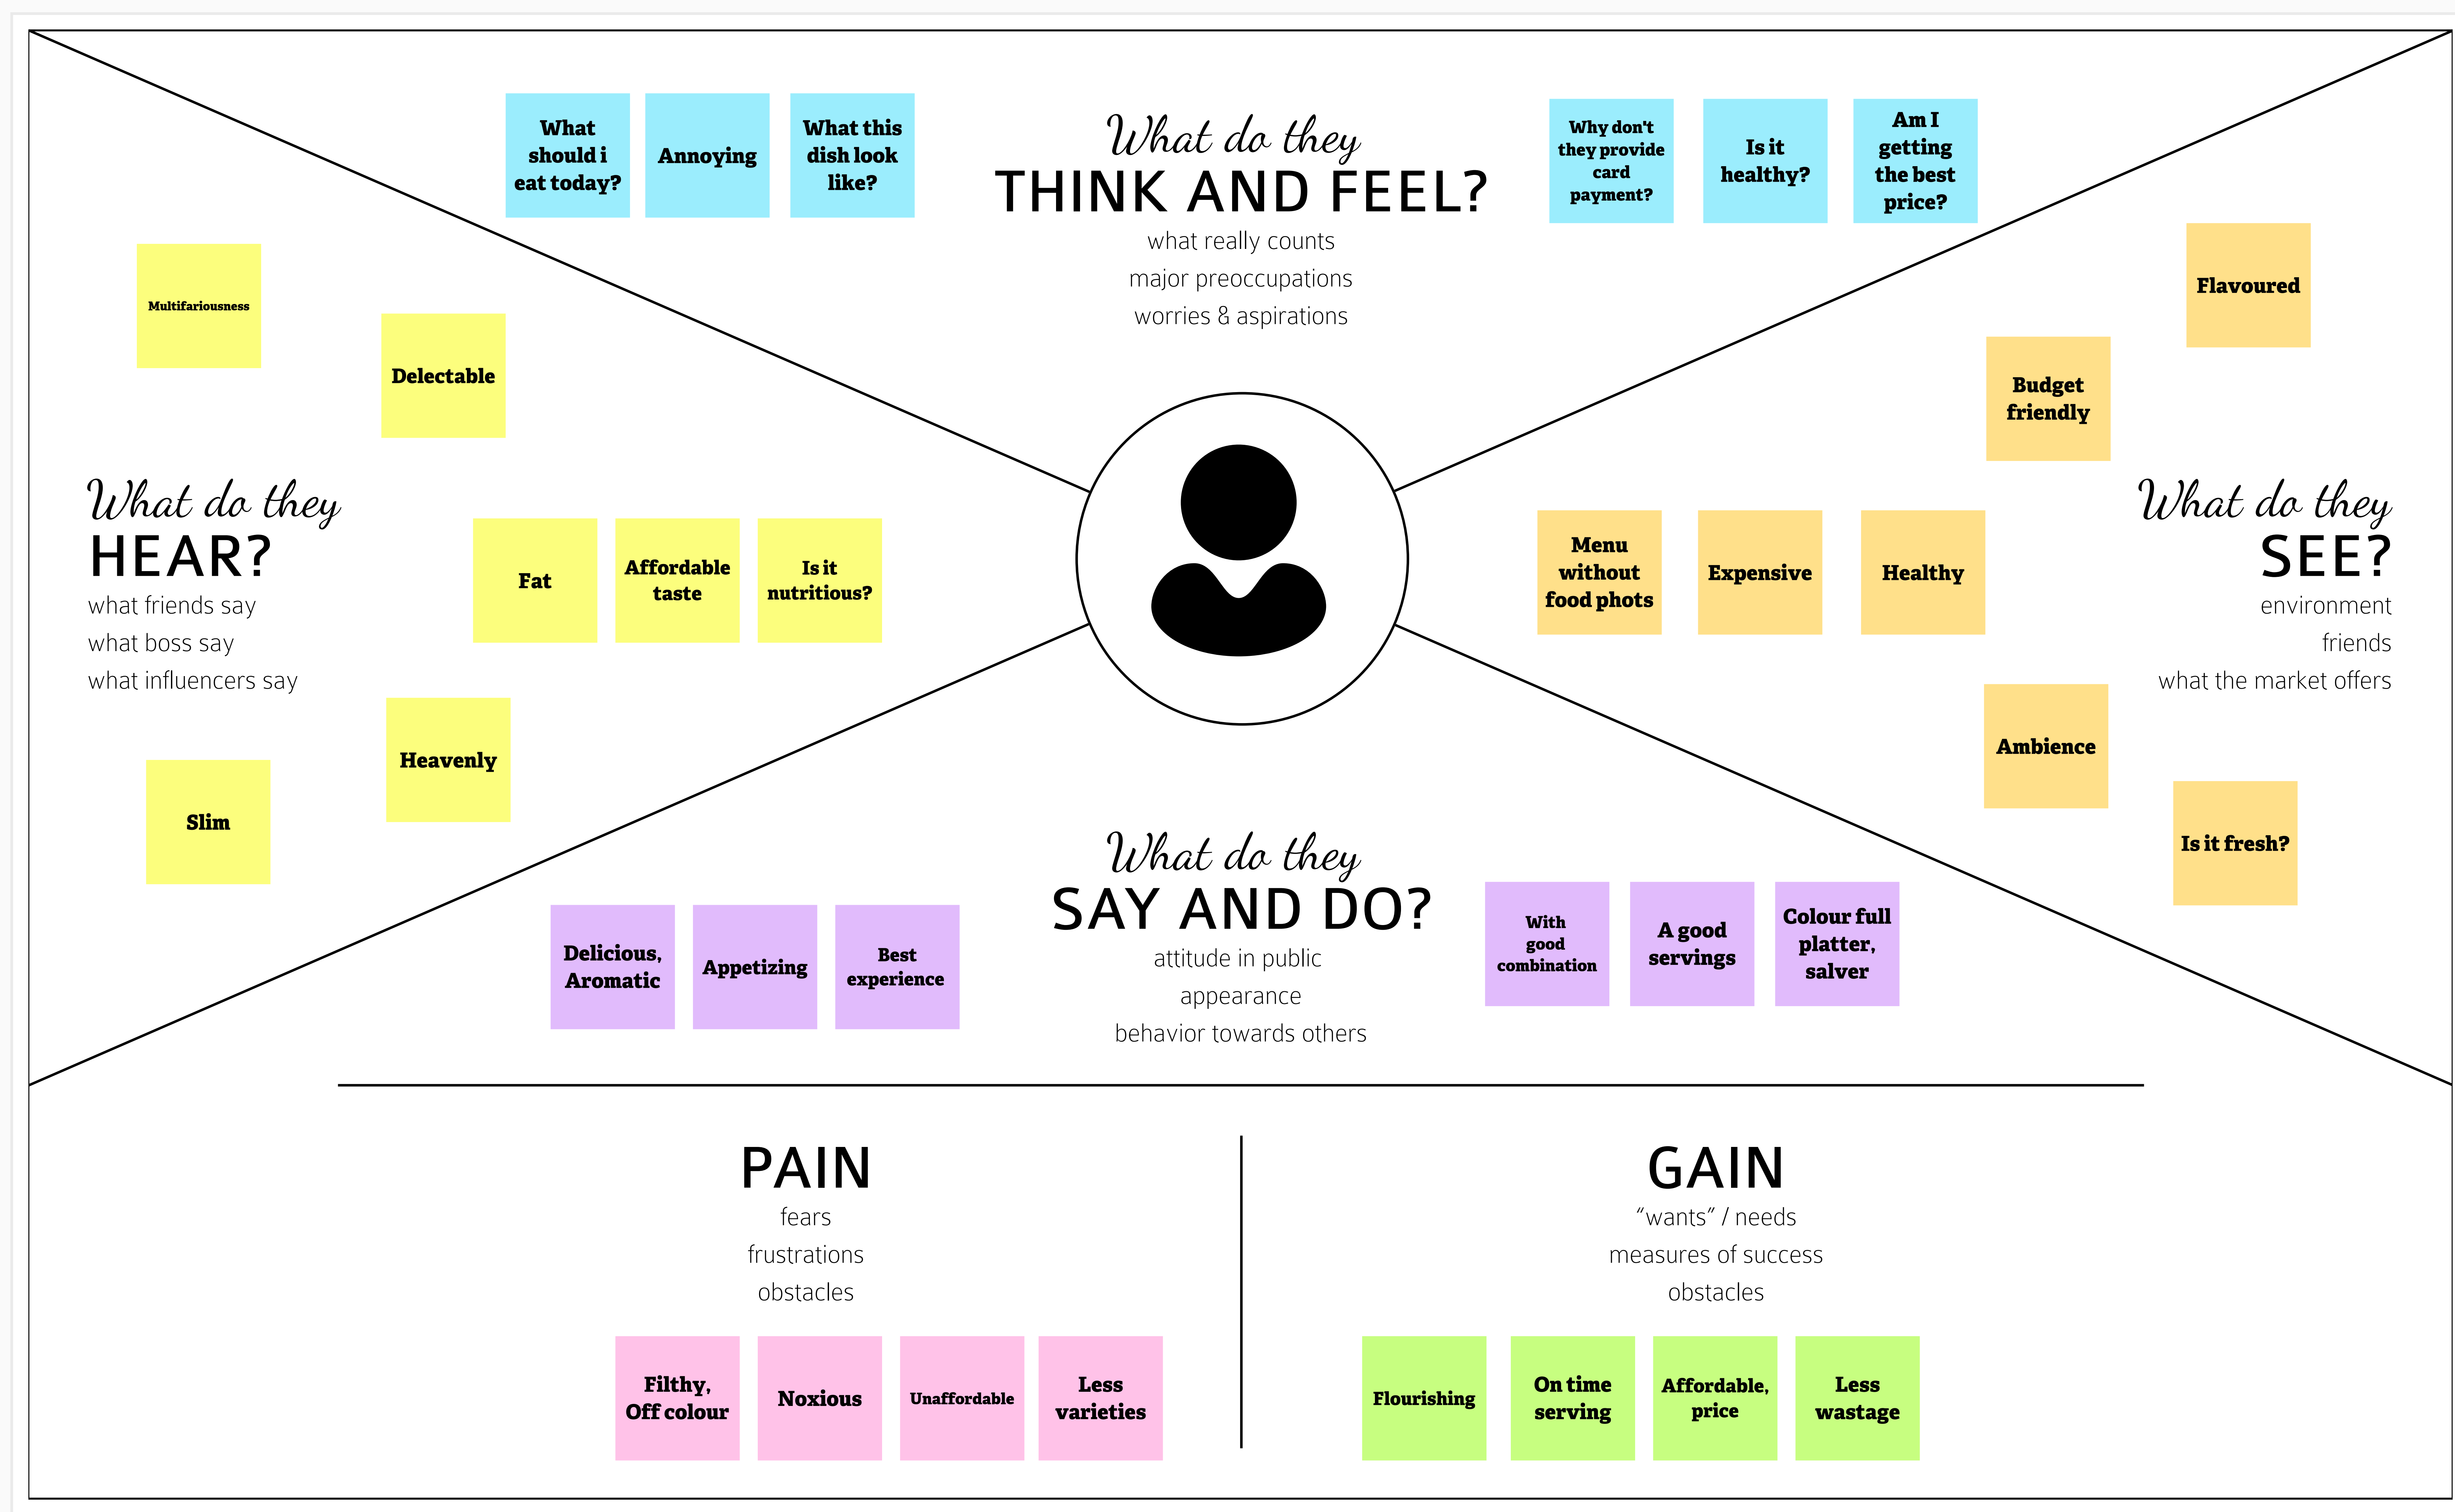 What do they
THINK AND FEEL?
what really counts
major preoccupations
worries & aspirations
What
should i
eat today?
Annoying
What this
dish look
like?
Why don't
they provide
card
payment?
Is it
healthy?
Am I
getting
the best
price?
What do they
HEAR?
what friends say
what boss say
what influencers say
Multifariousness
Delectable
Fat
Affordable
taste
Is it
nutritious?
Heavenly
Slim
What do they
SEE?
environment
friends
what the market offers
Flavoured
Budget
friendly
Menu
without
food phots
Expensive
Healthy
Ambience
Is it fresh?
What do they
SAY AND DO?
attitude in public
appearance
behavior towards others
Delicious,
Aromatic
Appetizing
Best
experience
With
good
combination
A good
servings
Colour full
platter,
salver
PAIN
fears
frustrations
obstacles
Filthy,
Off colour
Noxious
Unaffordable
Less
varieties
GAIN
“wants” / needs
measures of success
obstacles
Flourishing
On time
serving
Affordable,
price
Less
wastage